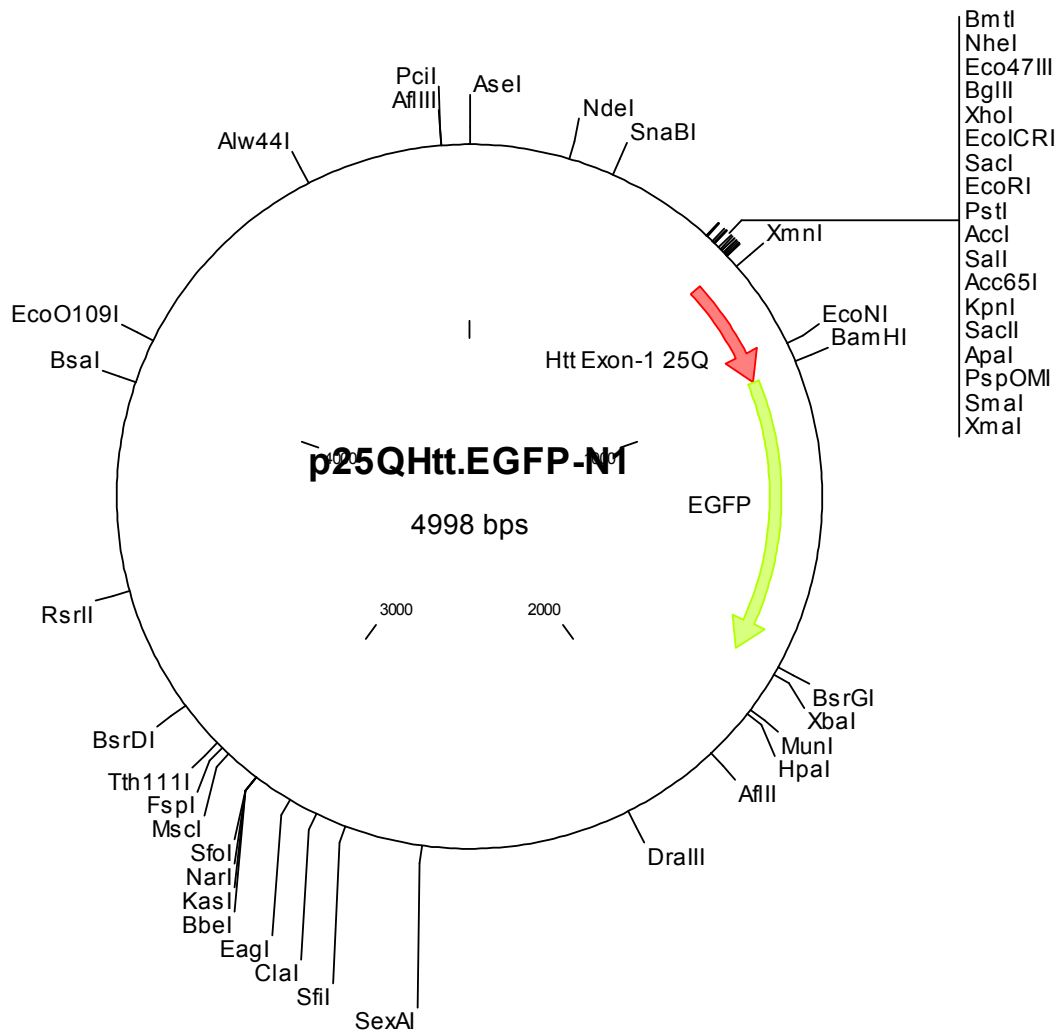 BmtI
NheI
Eco47III
BglII
XhoI
EcoICRI
SacI
EcoRI
PstI
AccI
SalI
Acc65I
KpnI
SacII
ApaI
PspOMI
SmaI
XmaI
PciI
AflIII
AseI
NdeI
SnaBI
Alw44I
XmnI
EcoO109I
BsaI
EcoNI
BamHI
I
Htt Exon-1 25Q
4000
1000
p25QHtt.EGFP-N1
4998 bps
EGFP
3000
2000
RsrII
BsrDI
Tth111I
FspI
MscI
SfoI
NarI
KasI
BbeI
EagI
ClaI
SfiI
SexAI
BsrGI
XbaI
MunI
HpaI
AflII
DraIII